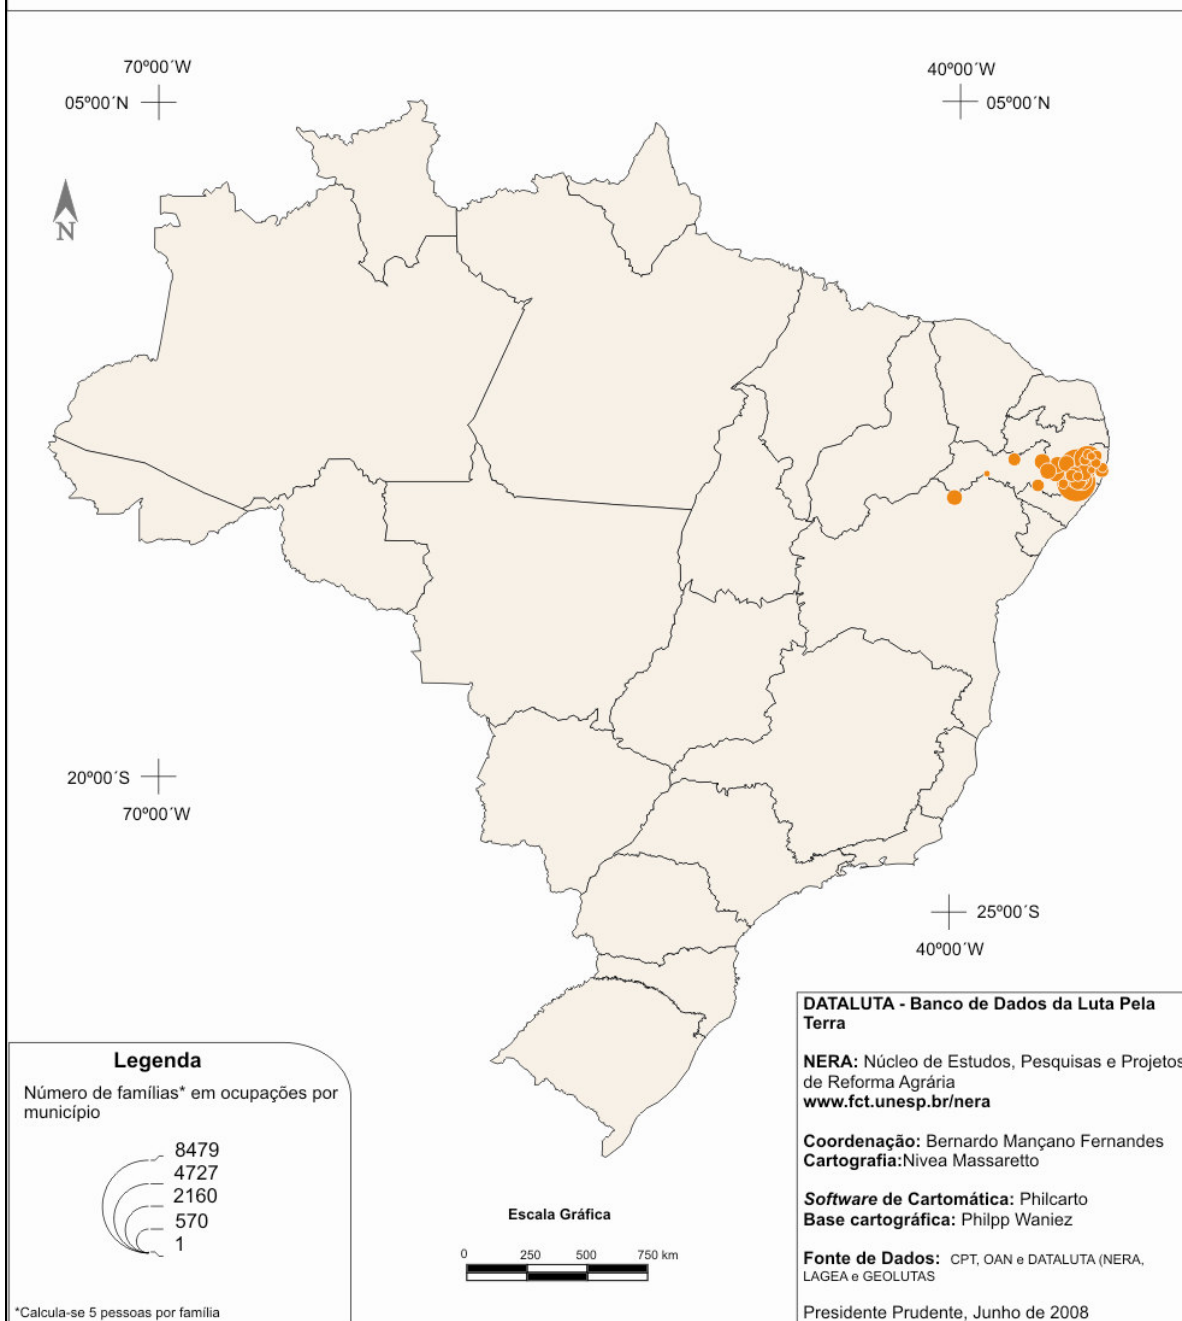 70º00´W
40º00´W
05º00´N
05º00´N
N
20º00´S
70º00´W
25º00´S
40º00´W
Legenda
Número de famílias* em ocupações por
município
8479
4727
2160
570
1
*Calcula-se 5 pessoas por família
Escala Gráfica
0 250 500 750 km
DATALUTA - Banco de Dados da Luta Pela
Terra
NERA: Núcleo de Estudos, Pesquisas e Projetos
de Reforma Agrária
www.fct.unesp.br/nera
Coordenação: Bernardo Mançano Fernandes
Cartografia:Nivea Massaretto
Software de Cartomática: Philcarto
Base cartográfica: Philpp Waniez
Fonte de Dados: CPT, OAN e DATALUTA (NERA,
LAGEA e GEOLUTAS
Presidente Prudente, Junho de 2008